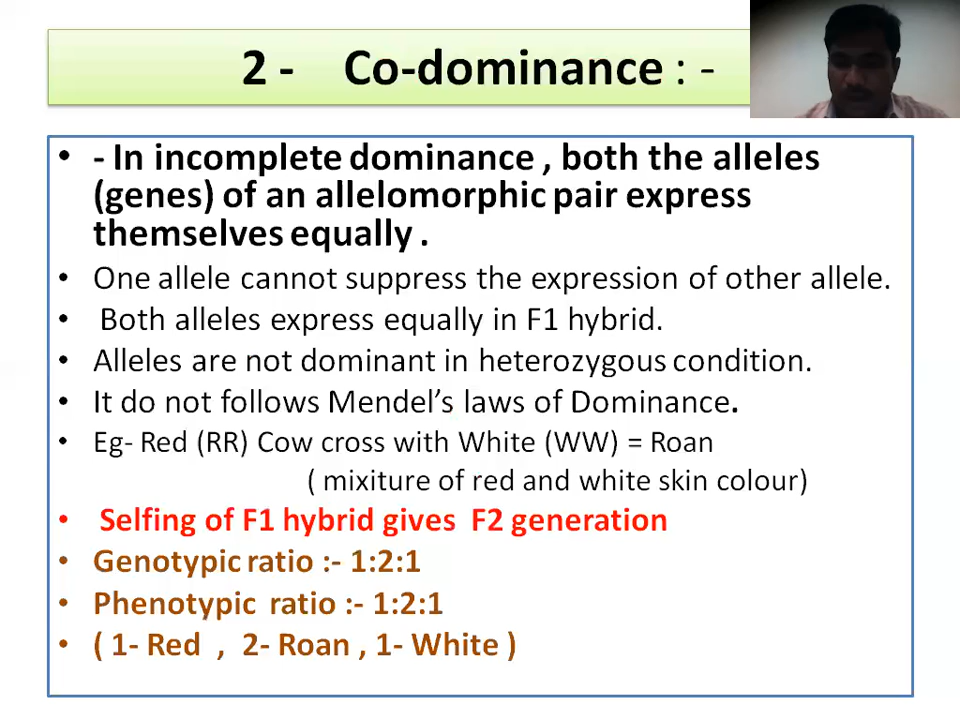 2 - Co-dominance : -
• - In incomplete dominance , both the alleles
(genes) of an allelomorphic pair express
themselves equally .
• One allele cannot suppress the expression of other allele.
• Both alleles express equally in F1 hybrid.
• Alleles are not dominant in heterozygous condition.
• It do not follows Mendel’s laws of Dominance.
• Eg- Red (RR) Cow cross with White (WW) = Roan
( mixiture of red and white skin colour)
• Selfing of F1 hybrid gives F2 generation
• Genotypic ratio :- 1:2:1
• Phenotypic ratio :- 1:2:1
• ( 1- Red , 2- Roan , 1- White )